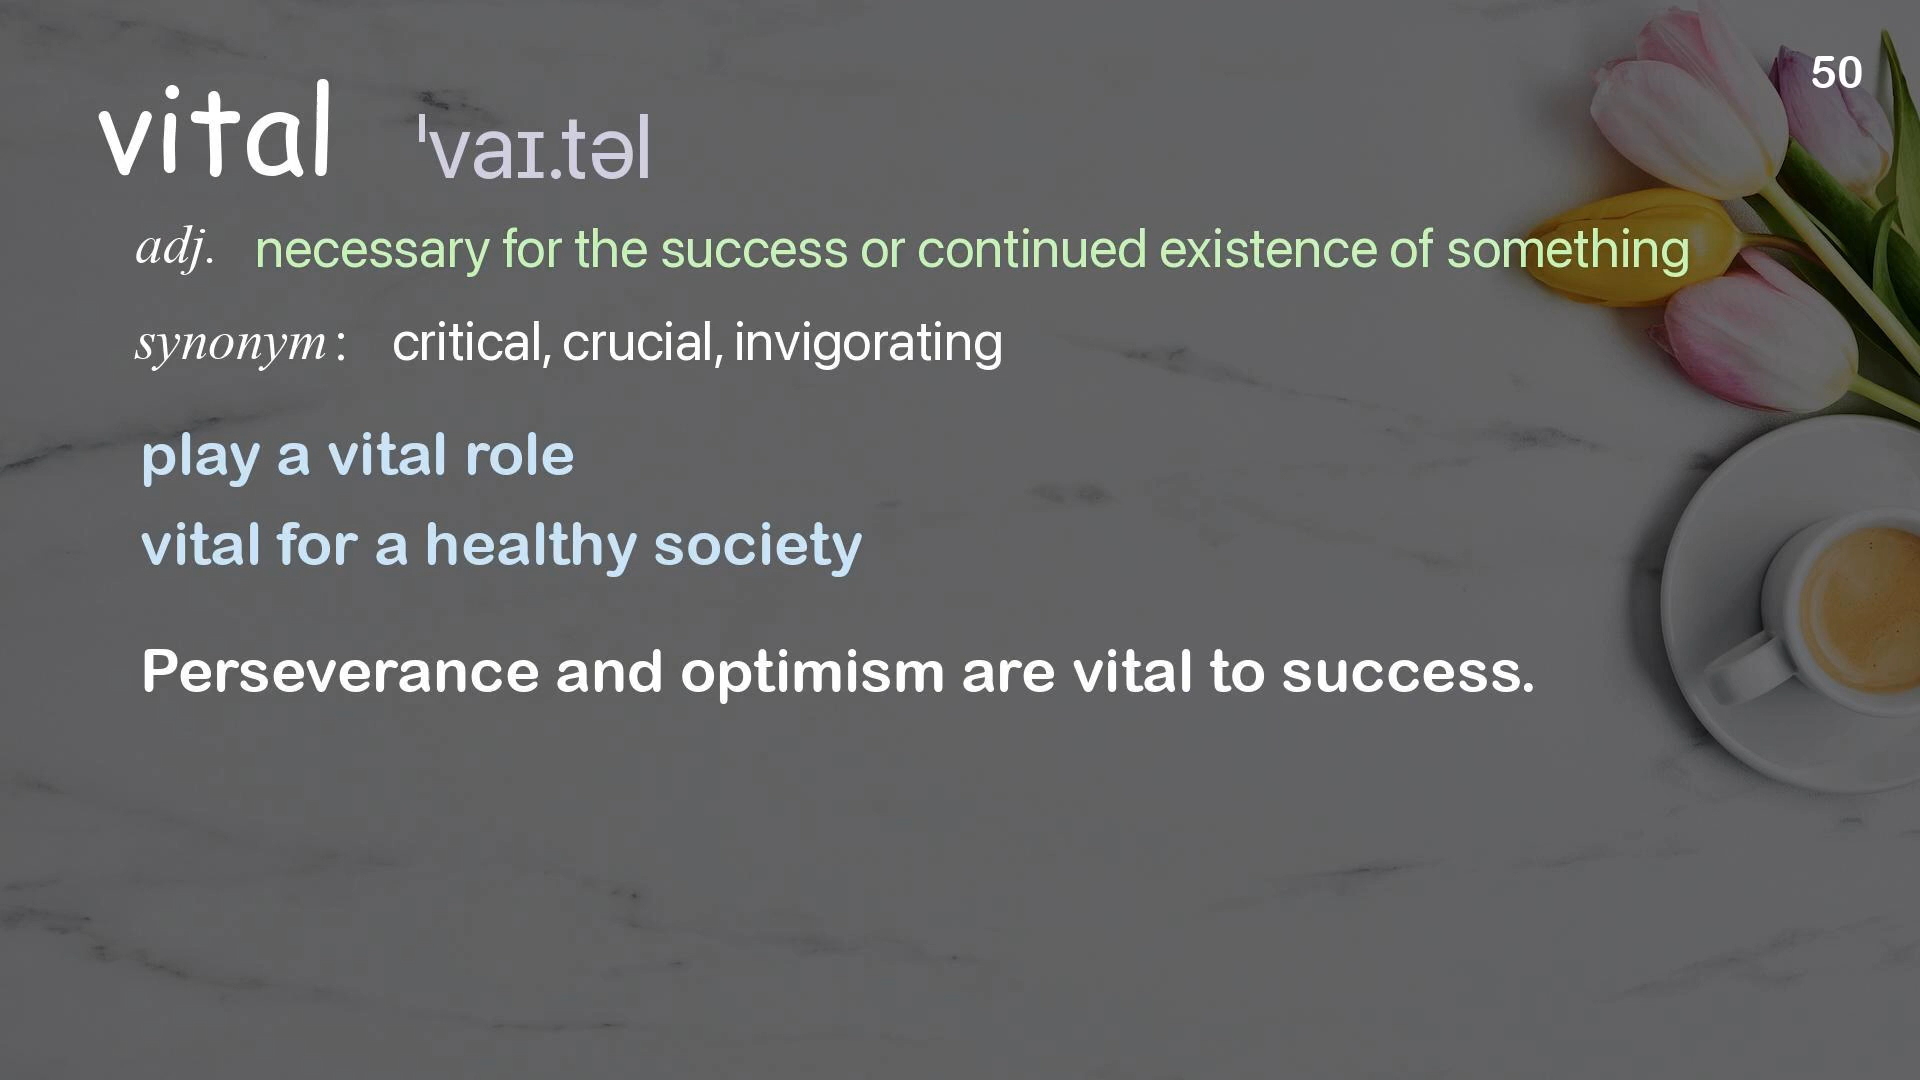 50
vital ˈvaɪ.təl
adj. necessary for the success or continued existence of something
synonym: critical, crucial, invigorating
play a vital role
vital for a healthy society
Perseverance and optimism are vital to success.